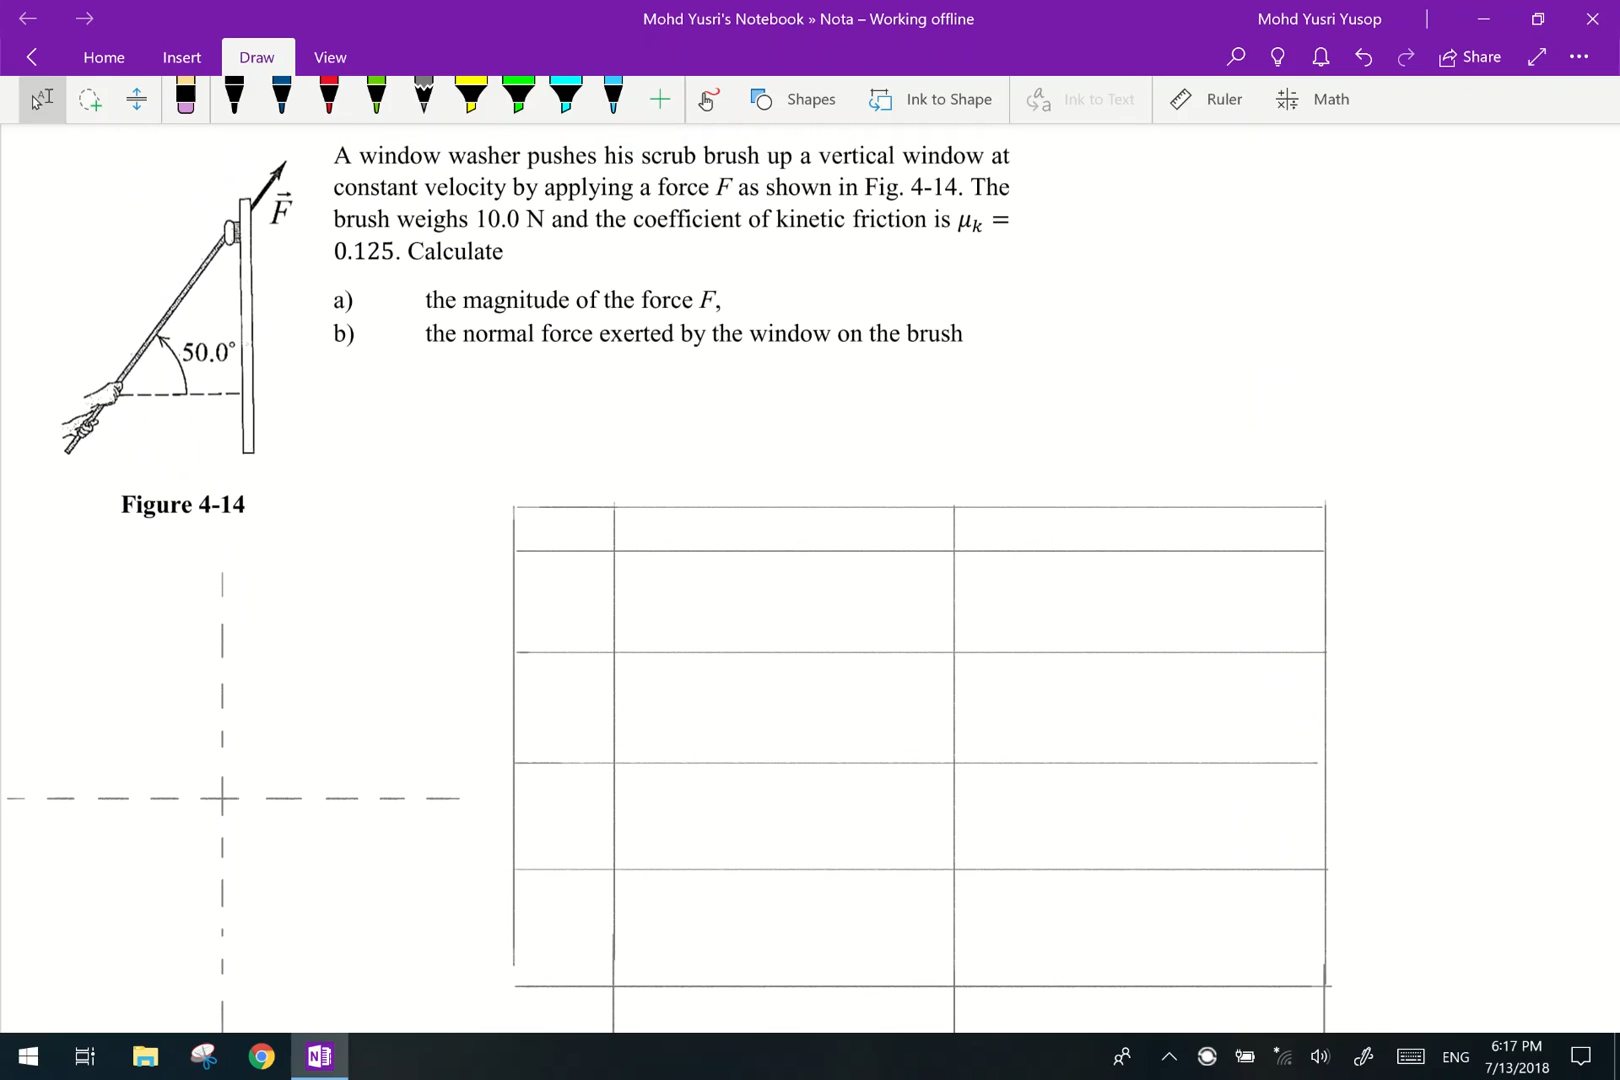 Mohd Yusri's Notebook » Nota – Working offline
Mohd Yusri Yusop
Home
Insert
Draw
View
Share
Shapes
Ink to Shape
Ink to Text
Ruler
Math
A window washer pushes his scrub brush up a vertical window at
constant velocity by applying a force F as shown in Fig. 4-14. The
brush weighs 10.0 N and the coefficient of kinetic friction is μₖ =
0.125. Calculate
a) the magnitude of the force F,
b) the normal force exerted by the window on the brush
F⃗
50.0°
Figure 4-14
ENG
6:17 PM
7/13/2018